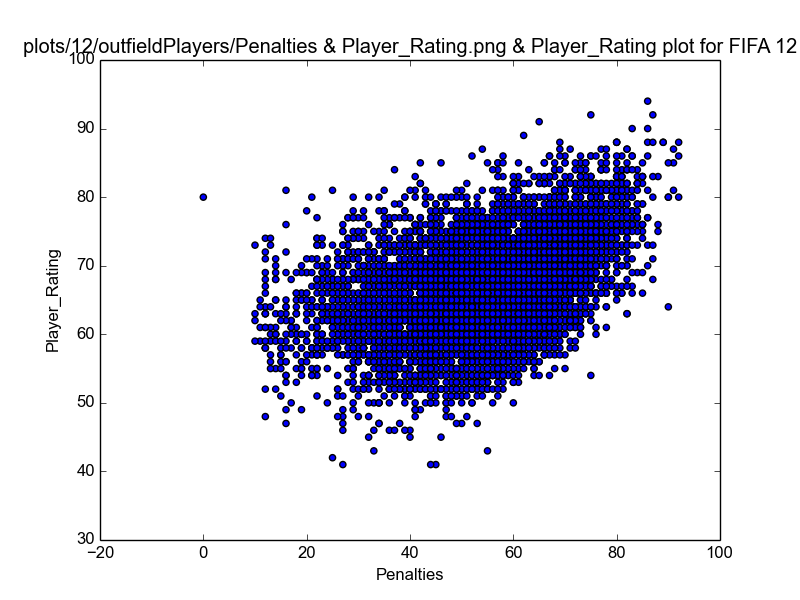 plots/12/outfieldPlayers/Penalties & Player_Rating.png & Player_Rating plot for FIFA 12
100
90
80
70
60
50
40
30
Player_Rating
−20 0 20 40 60 80 100
Penalties